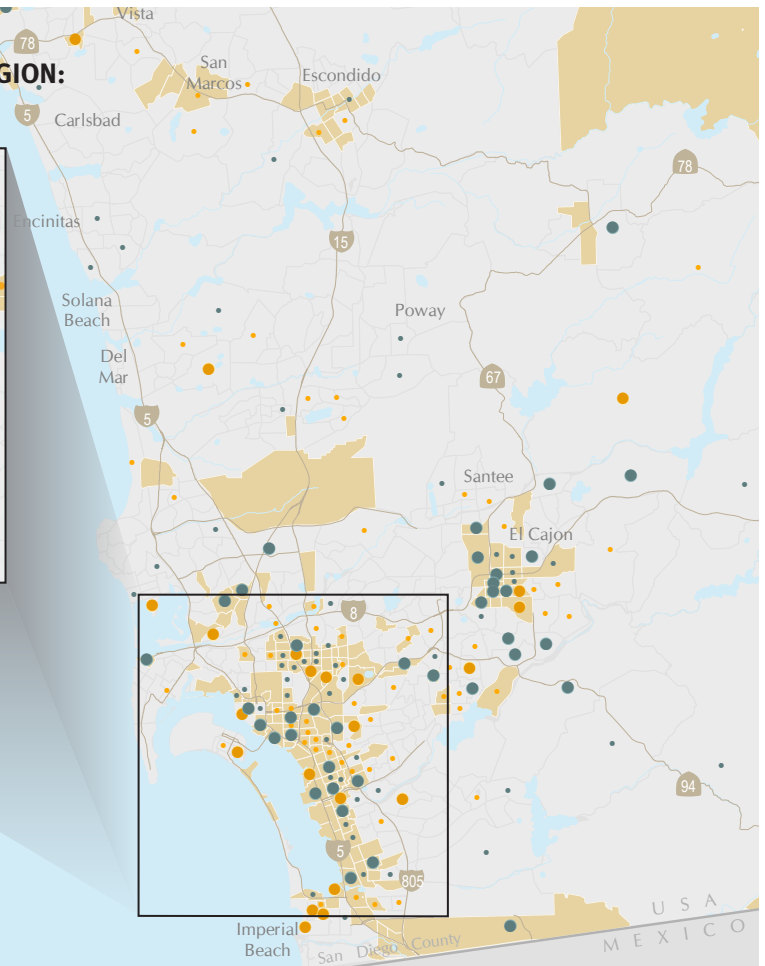 Vista
78
GION:
San
Marcos
Escondido
5
Carlsbad
78
Encinitas
15
Solana
Beach
Poway
Del
Mar
67
5
Santee
El Cajon
8
94
5
805
Imperial
Beach
San Diego County
USA
MEXICO